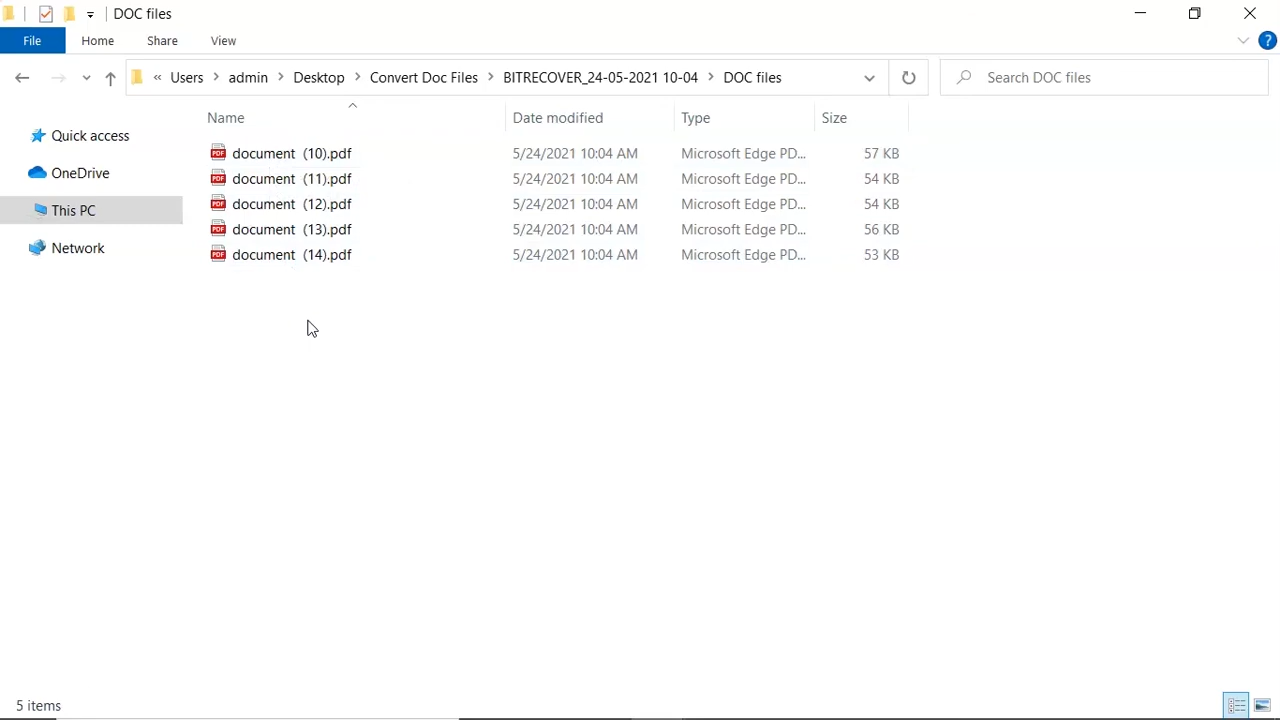 DOC files
File Home Share View ?
« Users > admin > Desktop > Convert Doc Files > BITRECOVER_24-05-2021 10-04 > DOC files Search DOC files
Name Date modified Type Size
Quick access
OneDrive
This PC
Network
PDF document (10).pdf 5/24/2021 10:04 AM Microsoft Edge PD... 57 KB
PDF document (11).pdf 5/24/2021 10:04 AM Microsoft Edge PD... 54 KB
PDF document (12).pdf 5/24/2021 10:04 AM Microsoft Edge PD... 54 KB
PDF document (13).pdf 5/24/2021 10:04 AM Microsoft Edge PD... 56 KB
PDF document (14).pdf 5/24/2021 10:04 AM Microsoft Edge PD... 53 KB
5 items